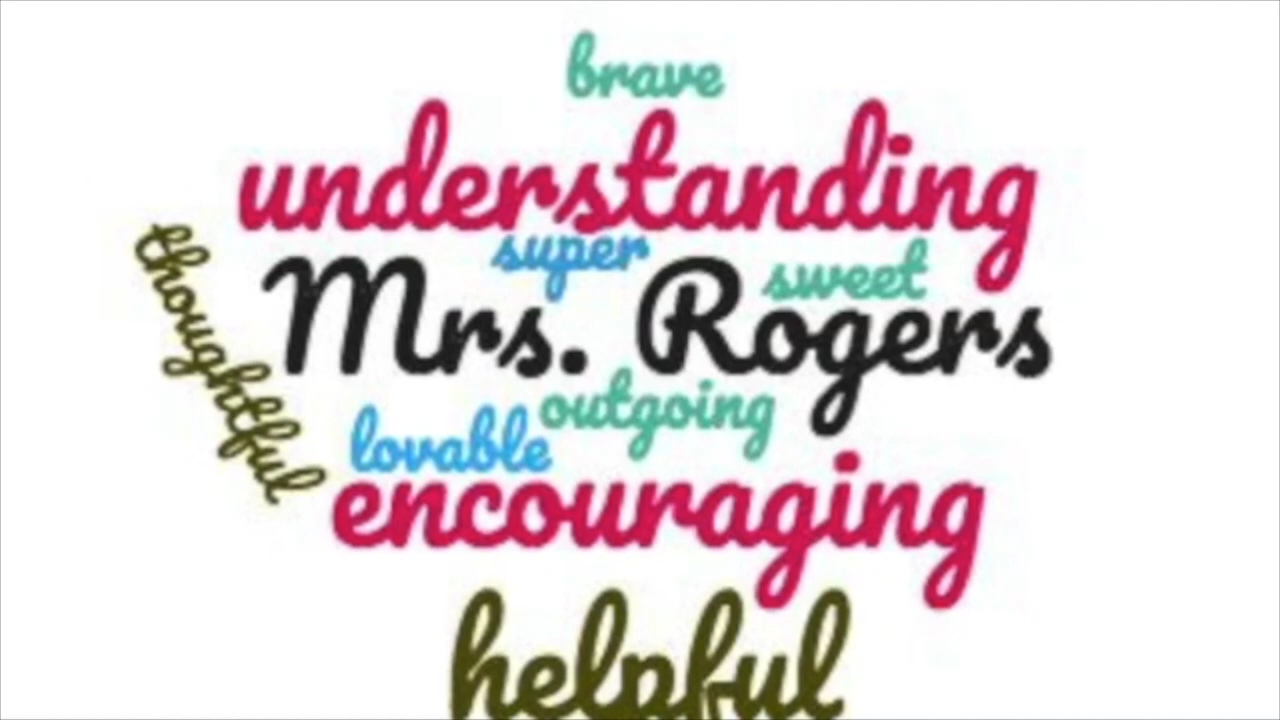 brave
understanding
super
sweet
thoughtful
Mrs. Rogers
outgoing
lovable
encouraging
helpful